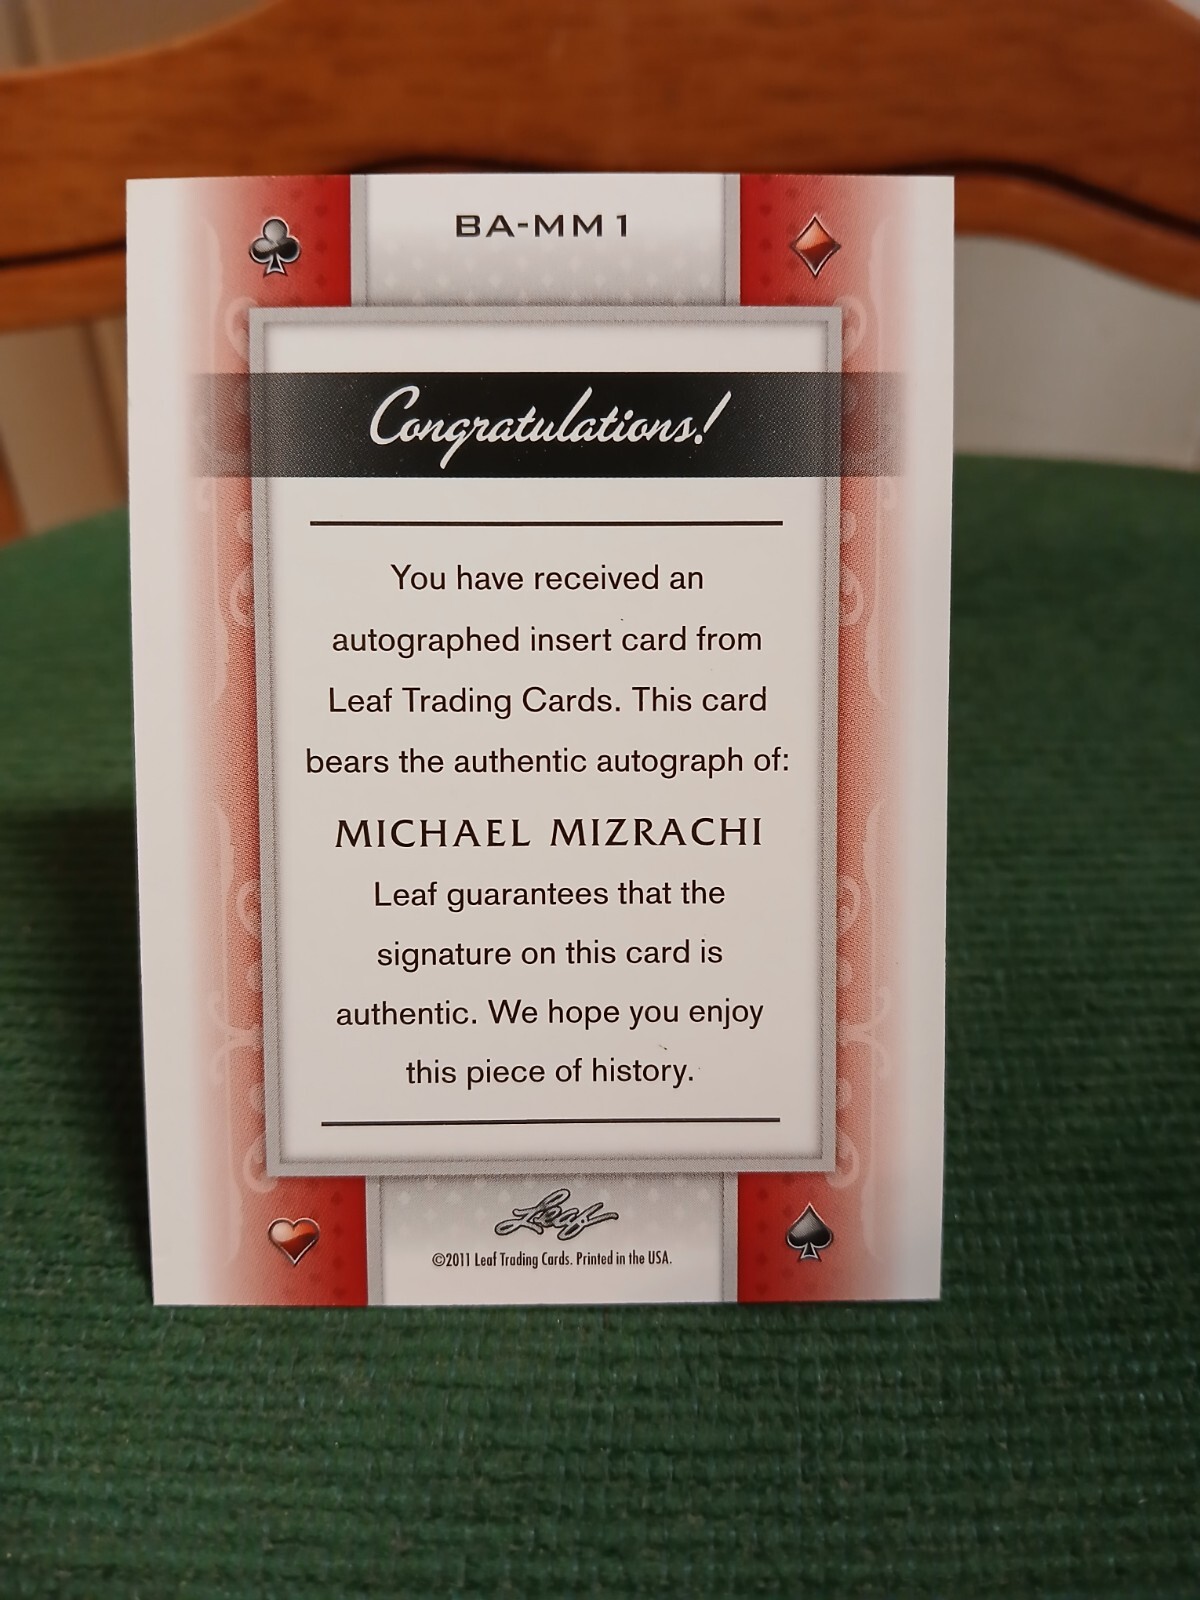 BA-MM1
Congratulations!
You have received an
autographed insert card from
Leaf Trading Cards. This card
bears the authentic autograph of:
MICHAEL MIZRACHI
Leaf guarantees that the
signature on this card is
authentic. We hope you enjoy
this piece of history.
Leaf
©2011 Leaf Trading Cards. Printed in the USA.